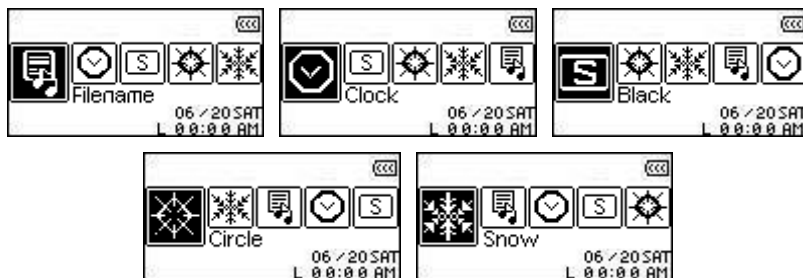 S
Filename
06/20 SAT
L 00:00 AM
S
Clock
06/20 SAT
L 00:00 AM
S
Black
06/20 SAT
L 00:00 AM
S
Circle
06/20 SAT
L 00:00 AM
S
Snow
06/20 SAT
L 00:00 AM